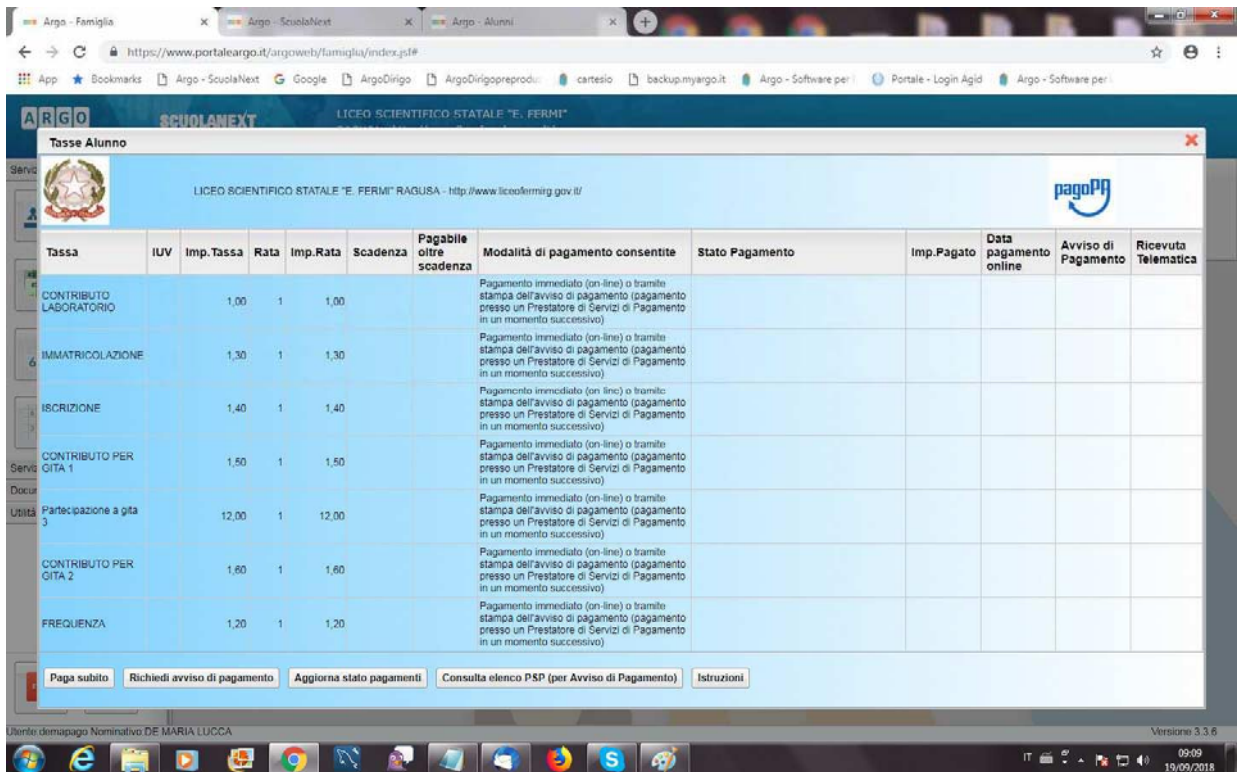 Argo - Famiglia
Argo - ScuolaNext
Argo - Alunni
https://www.portaleargo.it/argoweb/famiglia/index.jsf#
App Bookmarks Argo - ScuolaNext Google ArgoDirigo ArgoDirigopreprodu cartesio backup.myargo.it Argo - Software per Portale - Login Agid Argo - Software per
ARGO SCUOLANEXT LICEO SCIENTIFICO STATALE "E. FERMI"
Tasse Alunno
LICEO SCIENTIFICO STATALE "E. FERMI" RAGUSA - http://www.liceofermirg.gov.it/
pagoPA
Tassa IUV Imp.Tassa Rata Imp.Rata Scadenza Pagabile oltre scadenza Modalità di pagamento consentite Stato Pagamento Imp.Pagato Data pagamento online Avviso di Pagamento Ricevuta Telematica
CONTRIBUTO LABORATORIO 1,00 1 1,00
Pagamento immediato (on-line) o tramite
stampa dell'avviso di pagamento (pagamento
presso un Prestatore di Servizi di Pagamento
in un momento successivo)
IMMATRICOLAZIONE 1,30 1 1,30
Pagamento immediato (on-line) o tramite
stampa dell'avviso di pagamento (pagamento
presso un Prestatore di Servizi di Pagamento
in un momento successivo)
ISCRIZIONE 1,40 1 1,40
Pagamento immediato (on-line) o tramite
stampa dell'avviso di pagamento (pagamento
presso un Prestatore di Servizi di Pagamento
in un momento successivo)
CONTRIBUTO PER GITA 1 1,50 1 1,50
Pagamento immediato (on-line) o tramite
stampa dell'avviso di pagamento (pagamento
presso un Prestatore di Servizi di Pagamento
in un momento successivo)
Partecipazione a gita 3 12,00 1 12,00
Pagamento immediato (on-line) o tramite
stampa dell'avviso di pagamento (pagamento
presso un Prestatore di Servizi di Pagamento
in un momento successivo)
CONTRIBUTO PER GITA 2 1,60 1 1,60
Pagamento immediato (on-line) o tramite
stampa dell'avviso di pagamento (pagamento
presso un Prestatore di Servizi di Pagamento
in un momento successivo)
FREQUENZA 1,20 1 1,20
Pagamento immediato (on-line) o tramite
stampa dell'avviso di pagamento (pagamento
presso un Prestatore di Servizi di Pagamento
in un momento successivo)
Serviz
Docur
Utilità
Paga subito Richiedi avviso di pagamento Aggiorna stato pagamenti Consulta elenco PSP (per Avviso di Pagamento) Istruzioni
Utente:demapago Nominativo:DE MARIA LUCCA Versione 3.3.6
IT 09:09
19/09/2018